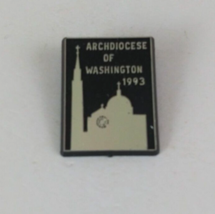 ARCHDIOCESE
OF
WASHINGTON
1993